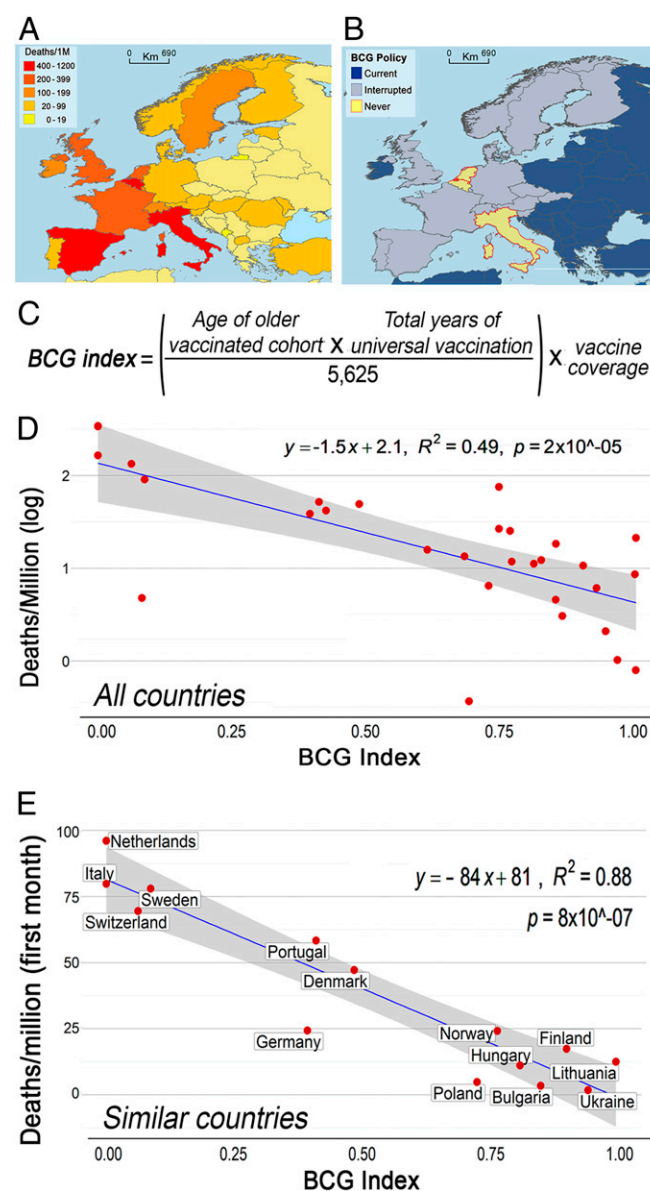 A
0 Km 690
Deaths/1M
400 - 1200
200 - 399
100 - 199
20 - 99
0 - 19
B
0 Km 690
BCG Policy
Current
Interrupted
Never
C
BCG index = ( Age of older vaccinated cohort X Total years of universal vaccination / 5,625 ) X vaccine coverage
D
y = -1.5x + 2.1, R² = 0.49, p = 2x10^-05
Deaths/Million (log)
2
1
0
All countries
0.00 0.25 0.50 0.75 1.00
BCG Index
E
Deaths/million (first month)
100
75
50
25
0
y = - 84 x + 81 , R² = 0.88
p = 8x10^-07
Netherlands
Italy
Sweden
Switzerland
Portugal
Denmark
Germany
Norway
Finland
Hungary
Lithuania
Poland
Bulgaria
Ukraine
Similar countries
0.00 0.25 0.50 0.75 1.00
BCG Index